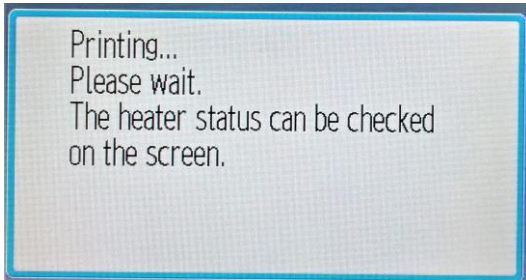 Printing...
Please wait.
The heater status can be checked
on the screen.